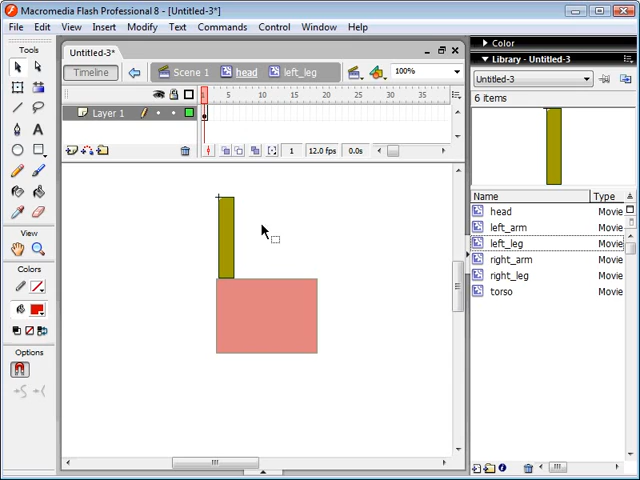 Macromedia Flash Professional 8 - [Untitled-3*]
File Edit View Insert Modify Text Commands Control Window Help
Tools
View
Colors
Options
Untitled-3*
Timeline Scene 1 head left_leg 100%
1 5 10 15 20 25 30 35
Layer 1
1 12.0 fps 0.0s
Color
Library - Untitled-3
Untitled-3
6 items
Name Type
head Movie
left_arm Movie
left_leg Movie
right_arm Movie
right_leg Movie
torso Movie